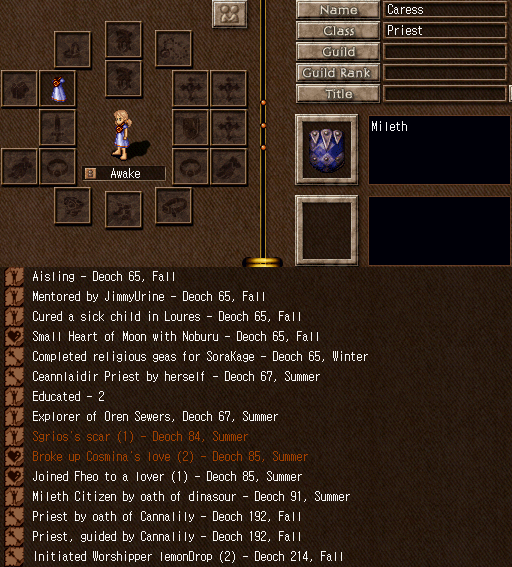 Name Caress
Class Priest
Guild
Guild Rank
Title
Mileth
Awake
Aisling - Deoch 65, Fall
Mentored by JimmyUrine - Deoch 65, Fall
Cured a sick child in Loures - Deoch 65, Fall
Small Heart of Moon with Noburu - Deoch 65, Fall
Completed religious geas for SoraKage - Deoch 65, Winter
Ceannlaidir Priest by herself - Deoch 67, Summer
Educated - 2
Explorer of Oren Sewers, Deoch 67, Summer
Sgrios's scar (1) - Deoch 84, Summer
Broke up Cosmina's love (2) - Deoch 85, Summer
Joined Fheo to a lover (1) - Deoch 85, Summer
Mileth Citizen by oath of dinasour - Deoch 91, Summer
Priest by oath of Cannalily - Deoch 192, Fall
Priest, guided by Cannalily - Deoch 192, Fall
Initiated Worshipper lemonDrop (2) - Deoch 214, Fall